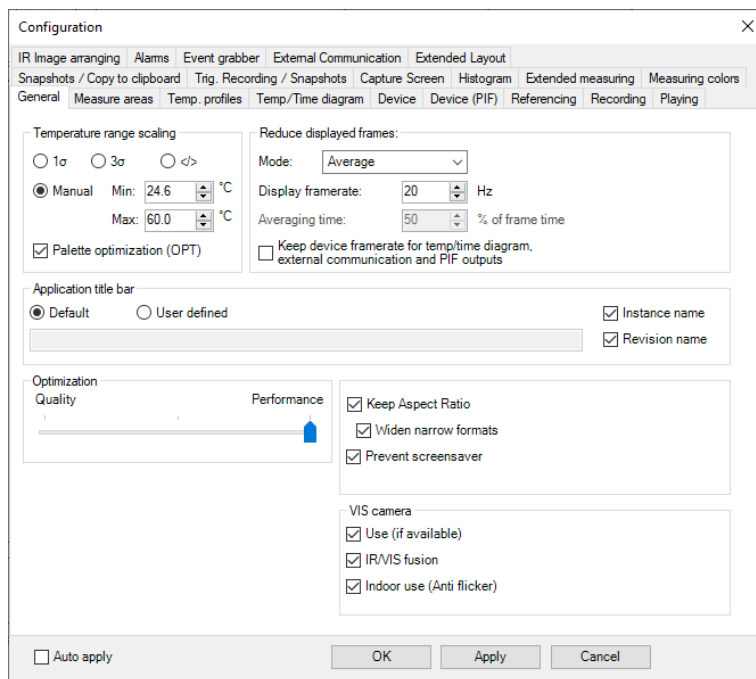 Configuration
IR Image arranging Alarms Event grabber External Communication Extended Layout
Snapshots / Copy to clipboard Trig. Recording / Snapshots Capture Screen Histogram Extended measuring Measuring colors
General Measure areas Temp. profiles Temp/Time diagram Device Device (PIF) Referencing Recording Playing
Temperature range scaling
1σ 3σ </>
Manual Min: 24.6 °C
Max: 60.0 °C
Palette optimization (OPT)
Reduce displayed frames:
Mode: Average
Display framerate: 20 Hz
Averaging time: 50 % of frame time
Keep device framerate for temp/time diagram,
external communication and PIF outputs
Application title bar
Default User defined
Instance name
Revision name
Optimization
Quality Performance
Keep Aspect Ratio
Widen narrow formats
Prevent screensaver
VIS camera
Use (if available)
IR/VIS fusion
Indoor use (Anti flicker)
Auto apply OK Apply Cancel